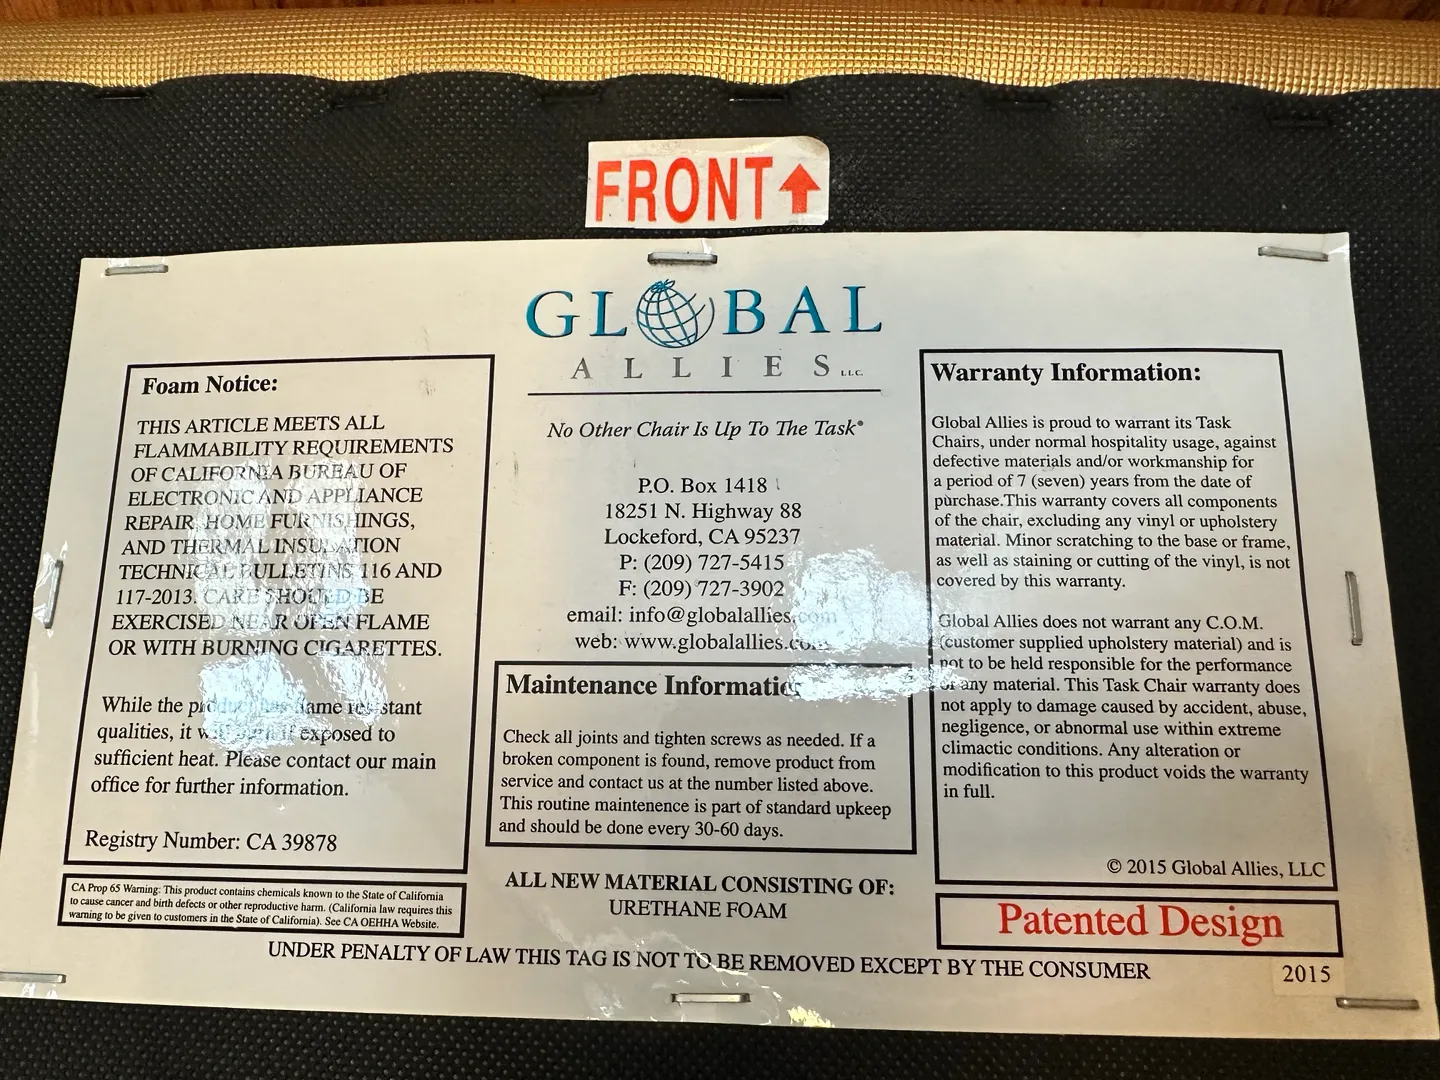 FRONT
GLOBAL
ALLIES LLC.
No Other Chair Is Up To The Task®
P.O. Box 1418
18251 N. Highway 88
Lockeford, CA 95237
P: (209) 727-5415
F: (209) 727-3902
email: info@globalallies.com
web: www.globalallies.com
Foam Notice:
THIS ARTICLE MEETS ALL
FLAMMABILITY REQUIREMENTS
OF CALIFORNIA BUREAU OF
ELECTRONIC AND APPLIANCE
REPAIR, HOME FURNISHINGS,
AND THERMAL INSULATION
TECHNICAL BULLETINS 116 AND
117-2013. CARE SHOULD BE
EXERCISED NEAR OPEN FLAME
OR WITH BURNING CIGARETTES.
While the product has flame resistant
qualities, it will burn if exposed to
sufficient heat. Please contact our main
office for further information.
Registry Number: CA 39878
CA Prop 65 Warning: This product contains chemicals known to the State of California
to cause cancer and birth defects or other reproductive harm. (California law requires this
warning to be given to customers in the State of California). See CA OEHHA Website.
Maintenance Information
Check all joints and tighten screws as needed. If a
broken component is found, remove product from
service and contact us at the number listed above.
This routine maintenence is part of standard upkeep
and should be done every 30-60 days.
ALL NEW MATERIAL CONSISTING OF:
URETHANE FOAM
Warranty Information:
Global Allies is proud to warrant its Task
Chairs, under normal hospitality usage, against
defective materials and/or workmanship for
a period of 7 (seven) years from the date of
purchase.This warranty covers all components
of the chair, excluding any vinyl or upholstery
material. Minor scratching to the base or frame,
as well as staining or cutting of the vinyl, is not
covered by this warranty.
Global Allies does not warrant any C.O.M.
(customer supplied upholstery material) and is
not to be held responsible for the performance
of any material. This Task Chair warranty does
not apply to damage caused by accident, abuse,
negligence, or abnormal use within extreme
climactic conditions. Any alteration or
modification to this product voids the warranty
in full.
© 2015 Global Allies, LLC
Patented Design
UNDER PENALTY OF LAW THIS TAG IS NOT TO BE REMOVED EXCEPT BY THE CONSUMER
2015